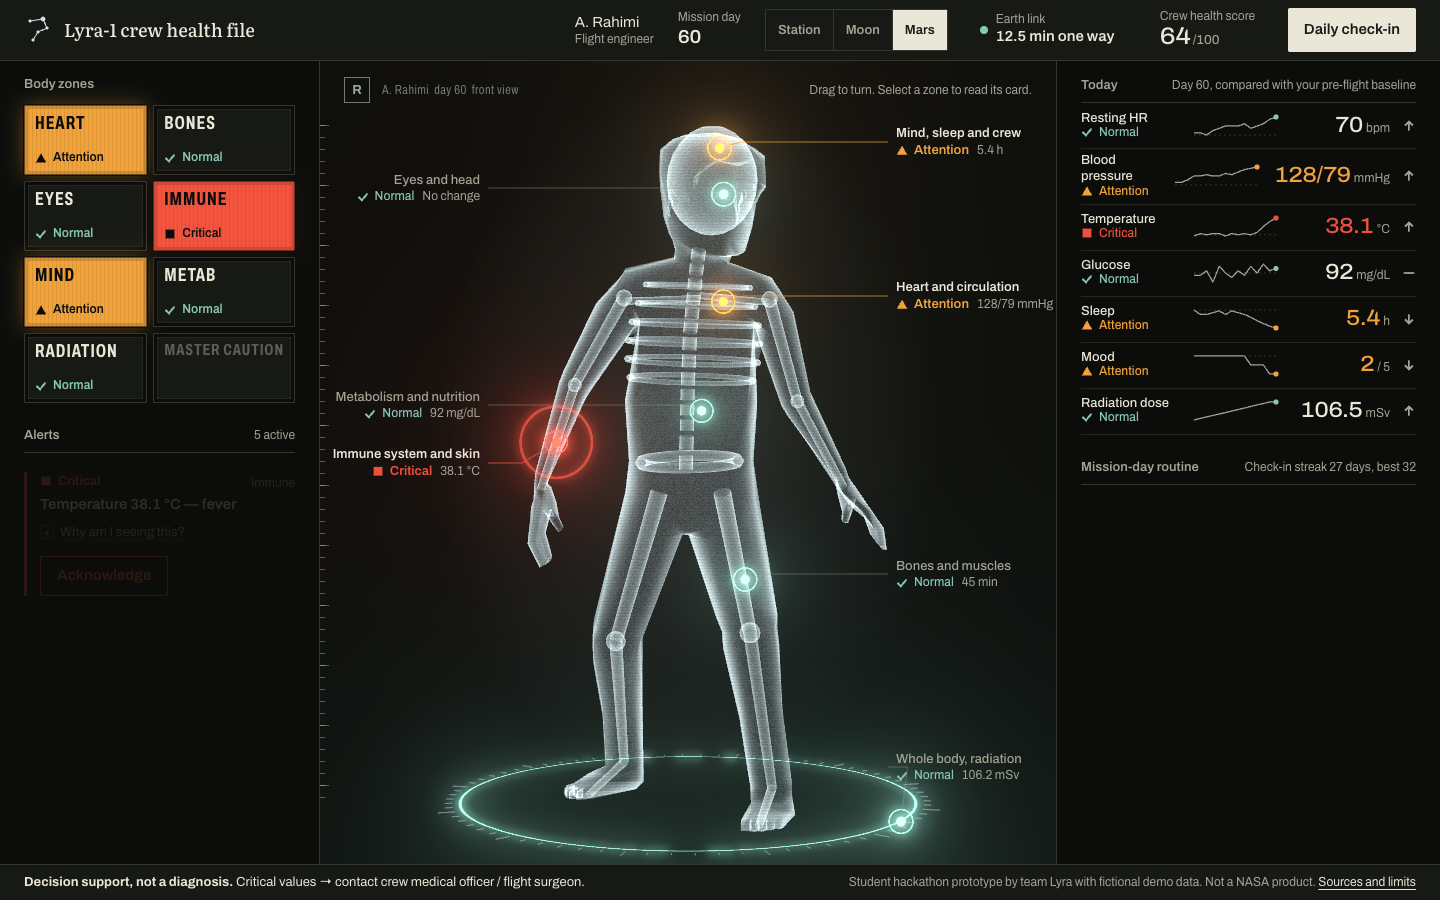 Lyra-1 crew health file
A. Rahimi
Flight engineer
Mission day
60
Station Moon Mars
Earth link
12.5 min one way
Crew health score
64/100
Daily check-in
Body zones
HEART
Attention
BONES
Normal
EYES
Normal
IMMUNE
Critical
MIND
Attention
METAB
Normal
RADIATION
Normal
MASTER CAUTION
Alerts 5 active
Critical Immune
Temperature 38.1 °C — fever
Why am I seeing this?
Acknowledge
R A. Rahimi day 60 front view
Drag to turn. Select a zone to read its card.
Mind, sleep and crew
Attention 5.4 h
Eyes and head
Normal No change
Heart and circulation
Attention 128/79 mmHg
Metabolism and nutrition
Normal 92 mg/dL
Immune system and skin
Critical 38.1 °C
Bones and muscles
Normal 45 min
Whole body, radiation
Normal 106.2 mSv
Today Day 60, compared with your pre-flight baseline
Resting HR
Normal
70 bpm
Blood
pressure
Attention
128/79 mmHg
Temperature
Critical
38.1 °C
Glucose
Normal
92 mg/dL
Sleep
Attention
5.4 h
Mood
Attention
2 / 5
Radiation dose
Normal
106.5 mSv
Mission-day routine Check-in streak 27 days, best 32
Decision support, not a diagnosis. Critical values → contact crew medical officer / flight surgeon.
Student hackathon prototype by team Lyra with fictional demo data. Not a NASA product. Sources and limits